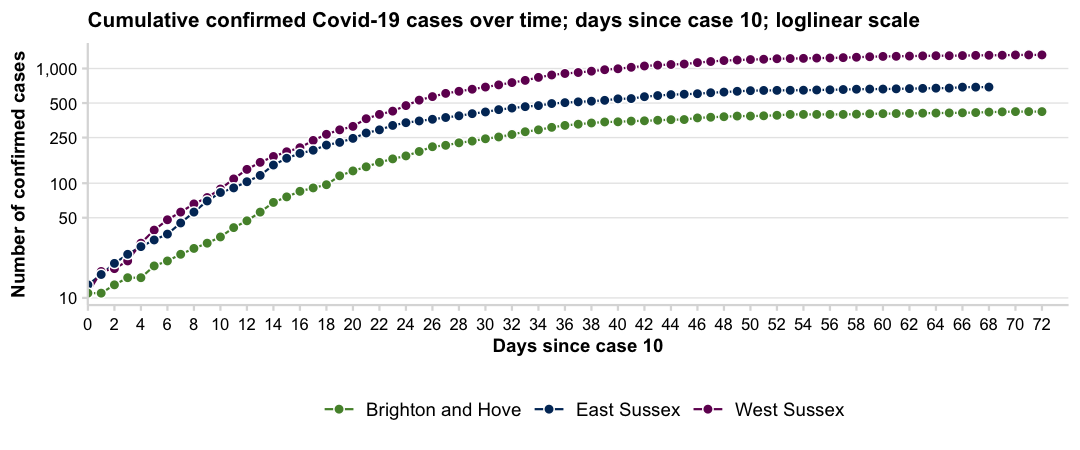 Cumulative confirmed Covid-19 cases over time; days since case 10; loglinear scale
Number of confirmed cases
1,000
500
250
100
50
10
0 2 4 6 8 10 12 14 16 18 20 22 24 26 28 30 32 34 36 38 40 42 44 46 48 50 52 54 56 58 60 62 64 66 68 70 72
Days since case 10
Brighton and Hove East Sussex West Sussex